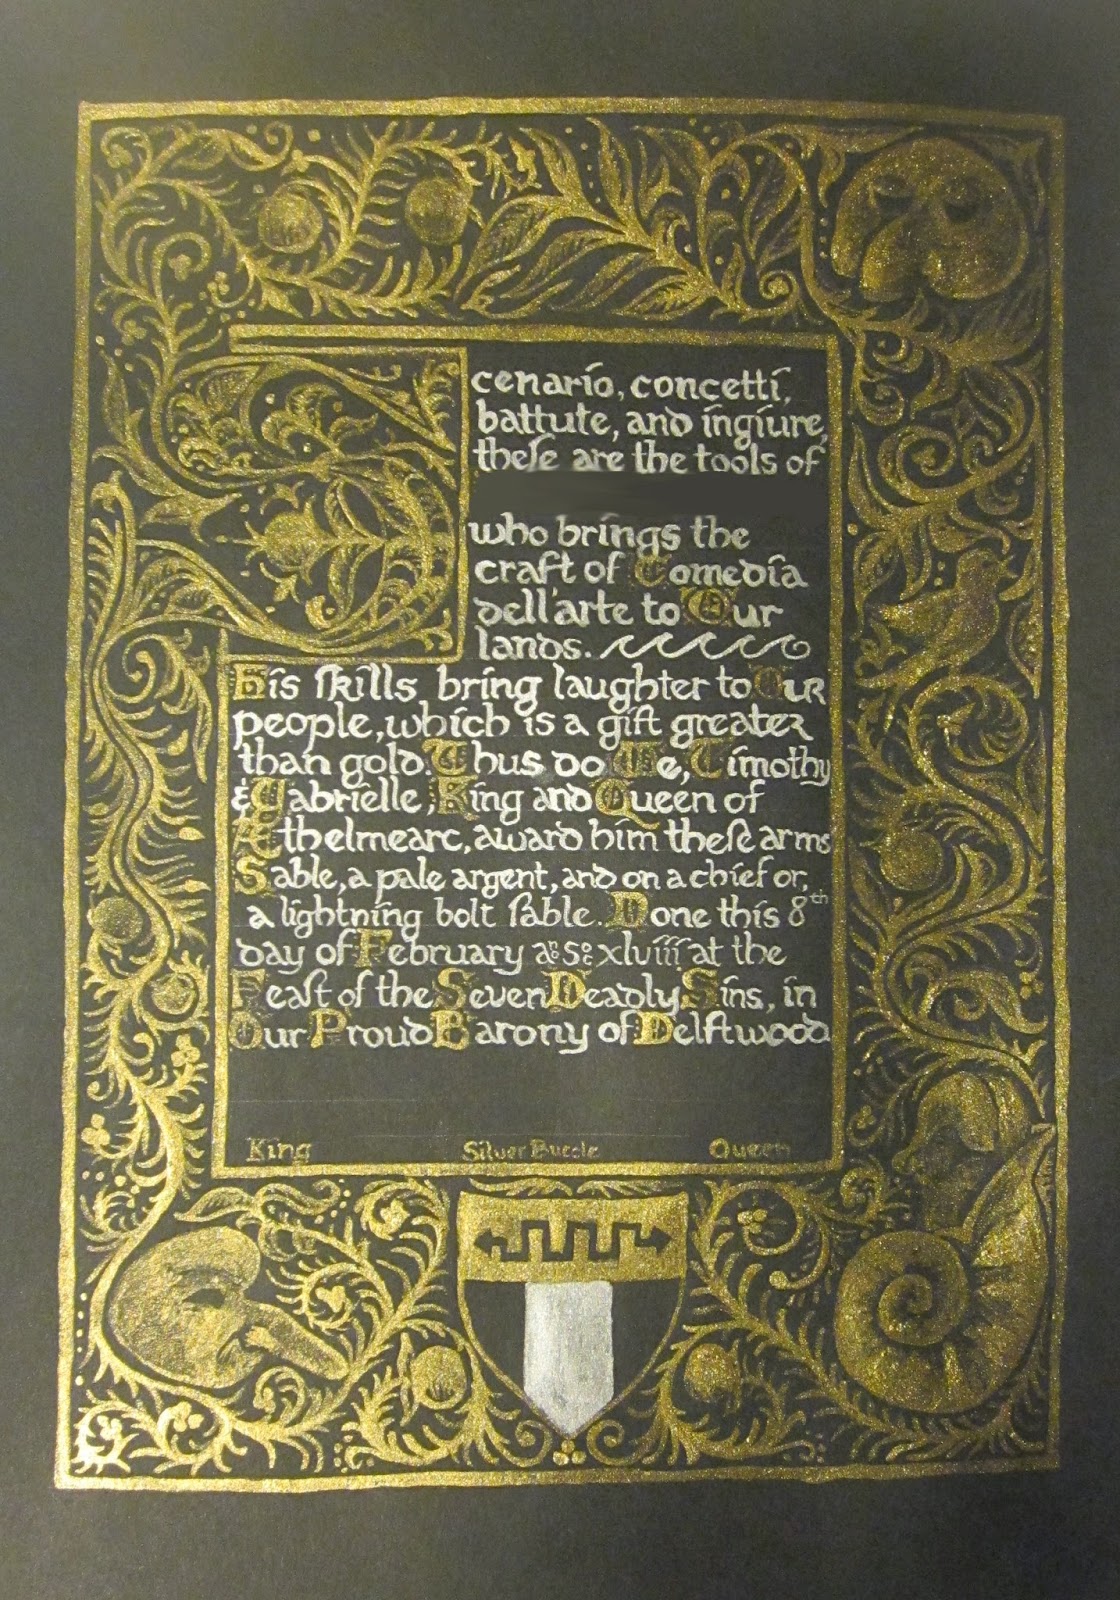 Scenario, concetti,
battute, and ingiure,
theſe are the tools of
who brings the
craft of Comedia
dell'arte to Our
lands.
His ſkills bring laughter to Our
people, which is a gift greater
than gold. Thus do We, Timothy
& Gabrielle, King and Queen of
Æthelmearc, award him theſe arms
Sable, a pale argent, and on a chief or,
a lightning bolt ſable. Done this 8th
day of February aº Sº xlviii at the
Feaſt of the Seven Deadly Sins, in
Our Proud Barony of Delftwood
King Silver Buccle Queen